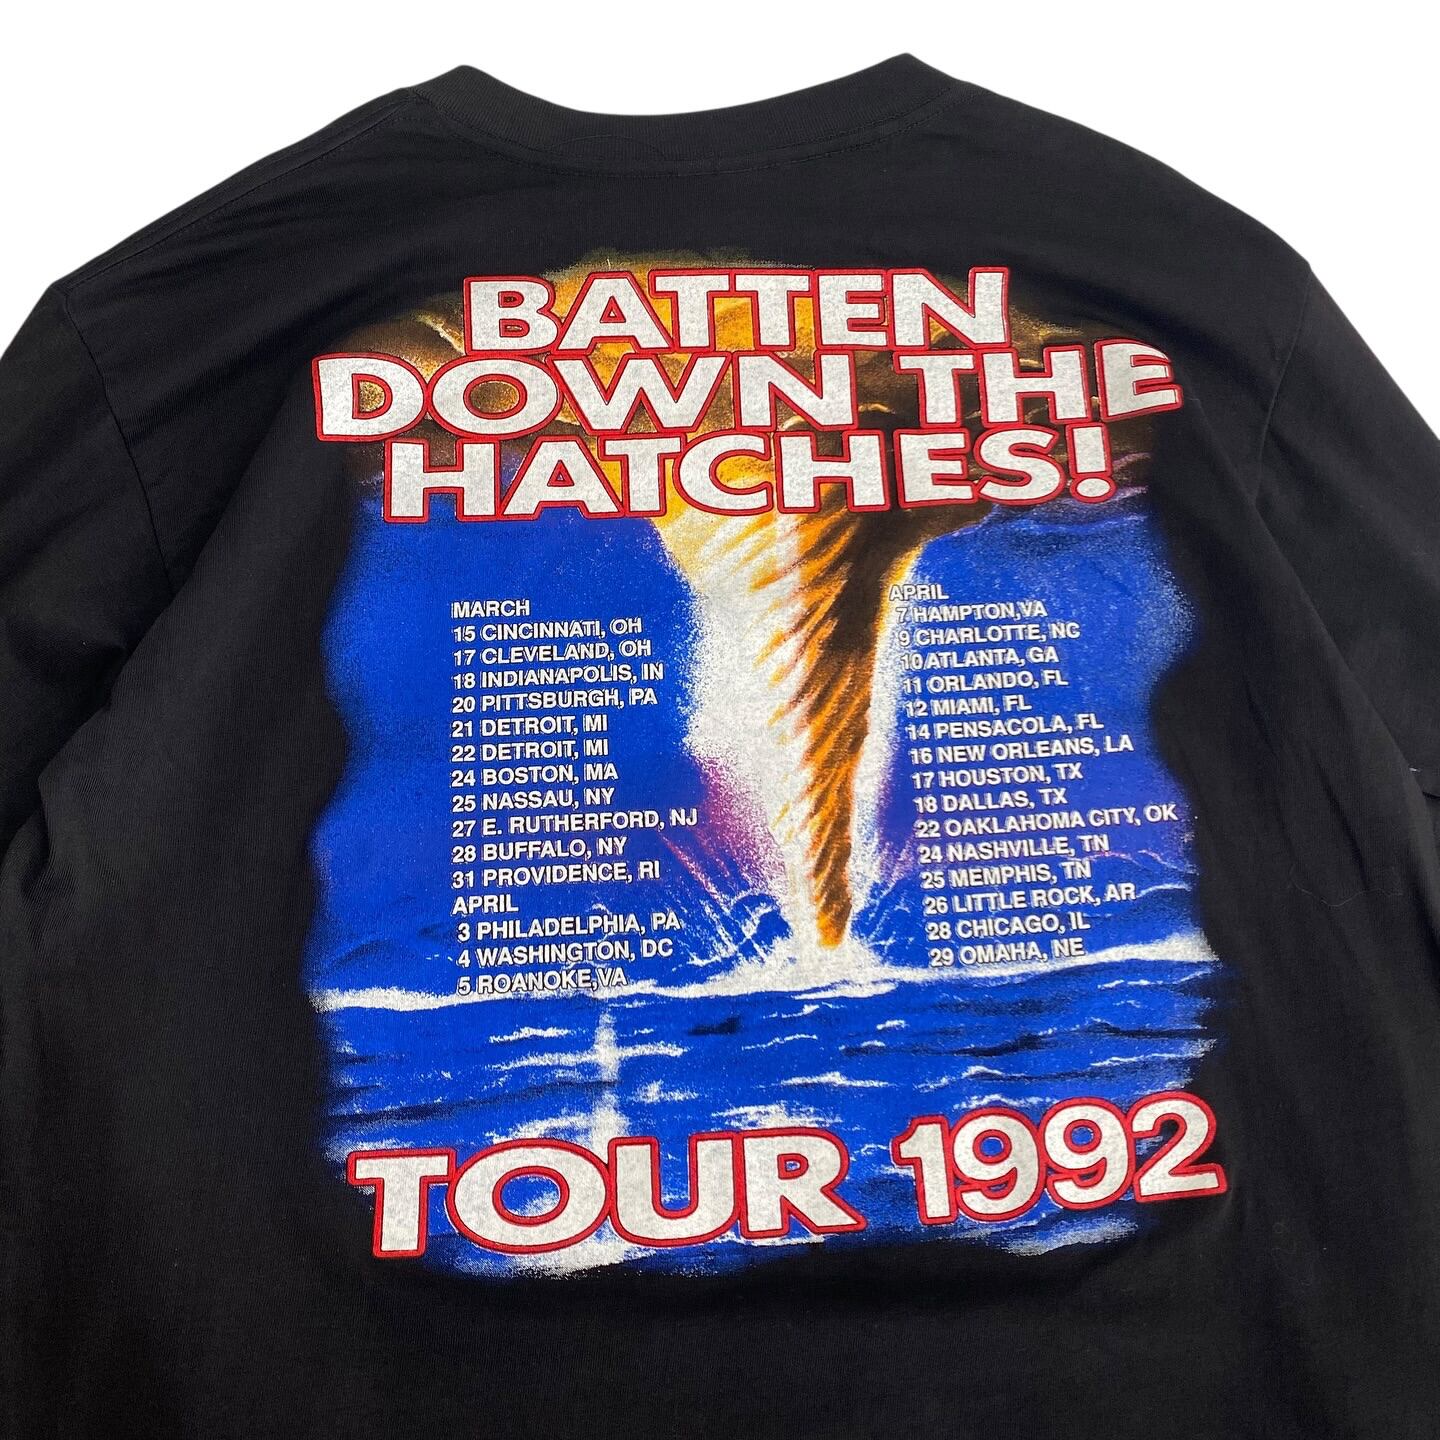 BATTEN
DOWN THE
HATCHES!
MARCH
15 CINCINNATI, OH
17 CLEVELAND, OH
18 INDIANAPOLIS, IN
20 PITTSBURGH, PA
21 DETROIT, MI
22 DETROIT, MI
24 BOSTON, MA
25 NASSAU, NY
27 E. RUTHERFORD, NJ
28 BUFFALO, NY
31 PROVIDENCE, RI
APRIL
3 PHILADELPHIA, PA
4 WASHINGTON, DC
5 ROANOKE,VA
APRIL
7 HAMPTON,VA
9 CHARLOTTE, NC
10 ATLANTA, GA
11 ORLANDO, FL
12 MIAMI, FL
14 PENSACOLA, FL
16 NEW ORLEANS, LA
17 HOUSTON, TX
18 DALLAS, TX
22 OAKLAHOMA CITY, OK
24 NASHVILLE, TN
25 MEMPHIS, TN
26 LITTLE ROCK, AR
28 CHICAGO, IL
29 OMAHA, NE
TOUR 1992